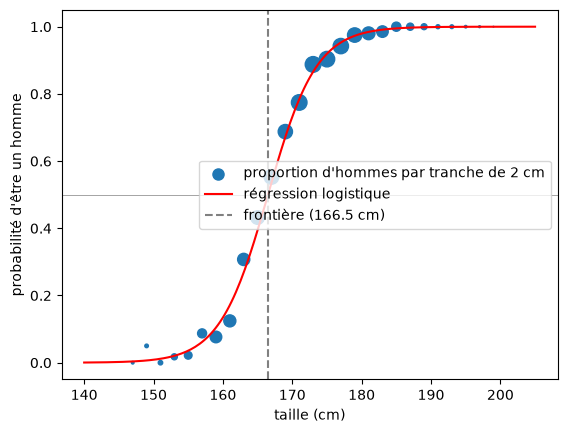 1.0
0.8
0.6
0.4
0.2
0.0
probabilité d'être un homme
proportion d'hommes par tranche de 2 cm
régression logistique
frontière (166.5 cm)
140 150 160 170 180 190 200
taille (cm)